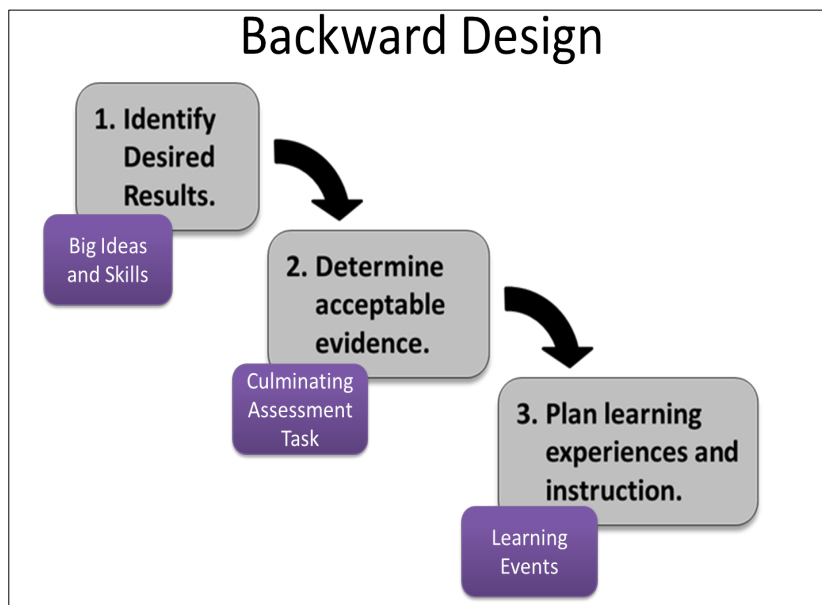 Backward Design
1. Identify
Desired
Results.
Big Ideas
and Skills
2. Determine
acceptable
evidence.
Culminating
Assessment
Task
3. Plan learning
experiences and
instruction.
Learning
Events